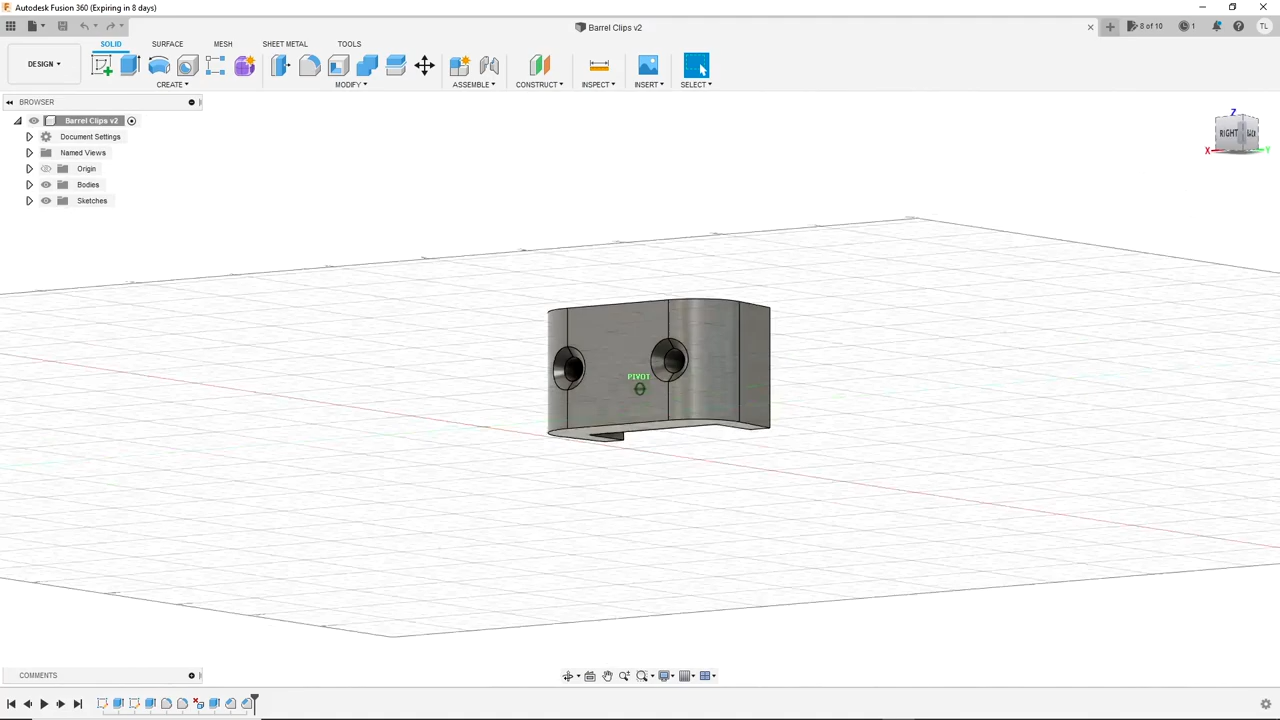 Autodesk Fusion 360 (Expiring in 8 days)
Barrel Clips v2
8 of 10
1
TL
DESIGN
SOLID
SURFACE
MESH
SHEET METAL
TOOLS
CREATE
MODIFY
ASSEMBLE
CONSTRUCT
INSPECT
INSERT
SELECT
BROWSER
Barrel Clips v2
Document Settings
Named Views
Origin
Bodies
Sketches
Z
RIGHT
X
Y
PIVOT
COMMENTS